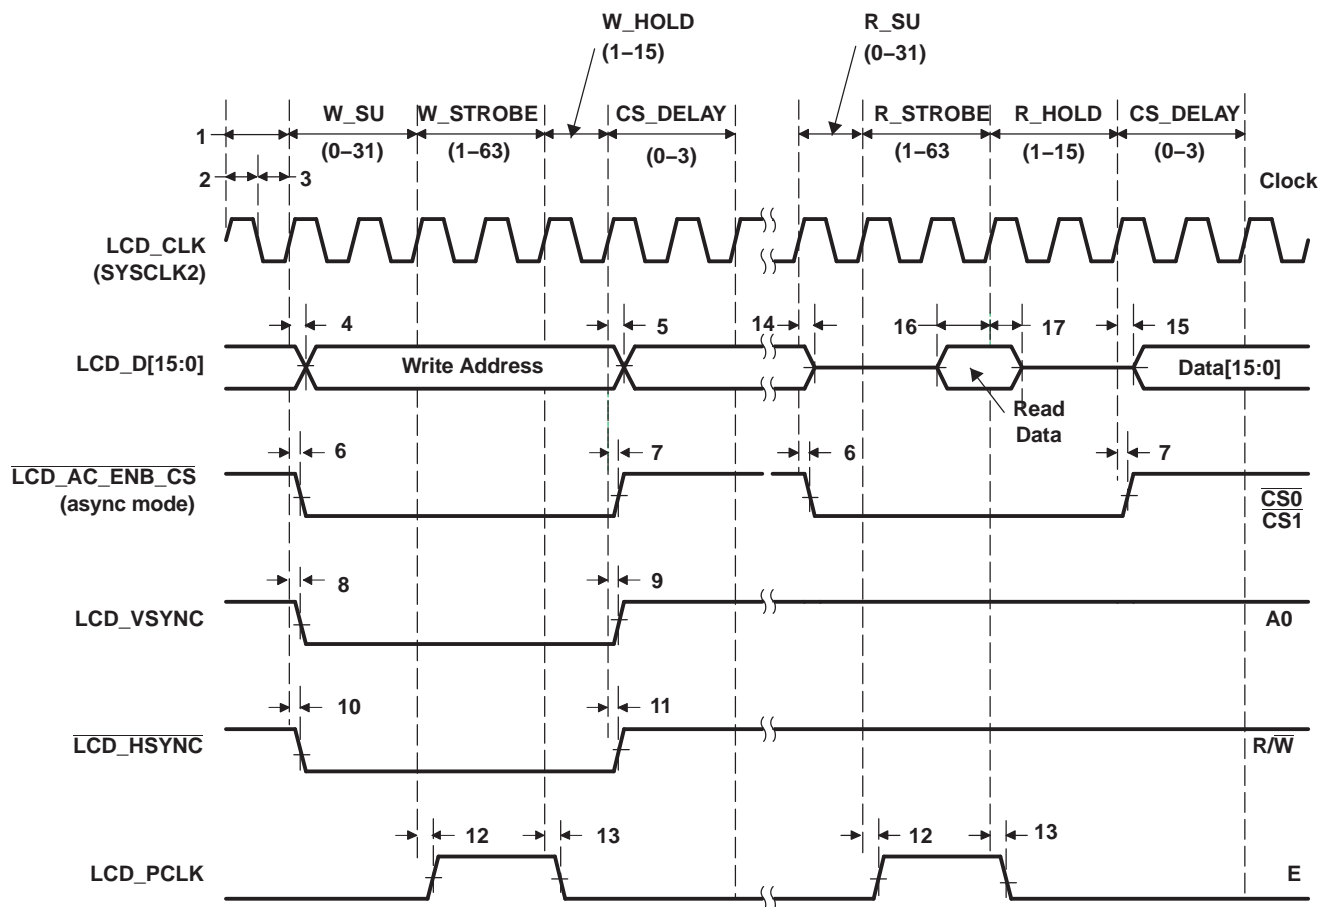 W_HOLD
(1–15)
R_SU
(0–31)
W_SU
W_STROBE
CS_DELAY
R_STROBE
R_HOLD
CS_DELAY
1
(0–31)
(1–63)
(0–3)
(1–63
(1–15)
(0–3)
2
3
Clock
LCD_CLK
(SYSCLK2)
4
5
14
16
17
15
LCD_D[15:0]
Write Address
Data[15:0]
Read
Data
6
7
6
7
LCD_AC_ENB_CS
(async mode)
CS0
CS1
8
9
LCD_VSYNC
A0
10
11
LCD_HSYNC
R/W
12
13
12
13
LCD_PCLK
E